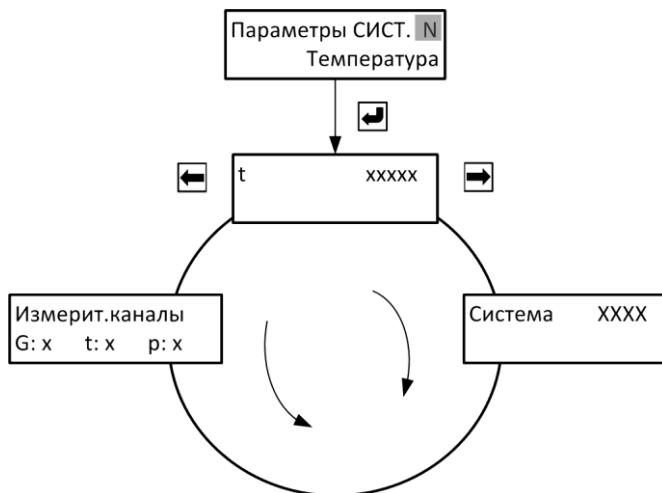 Параметры СИСТ. N
Температура
t xxxxx
Измерит.каналы
G: x t: x p: x
Система XXXX